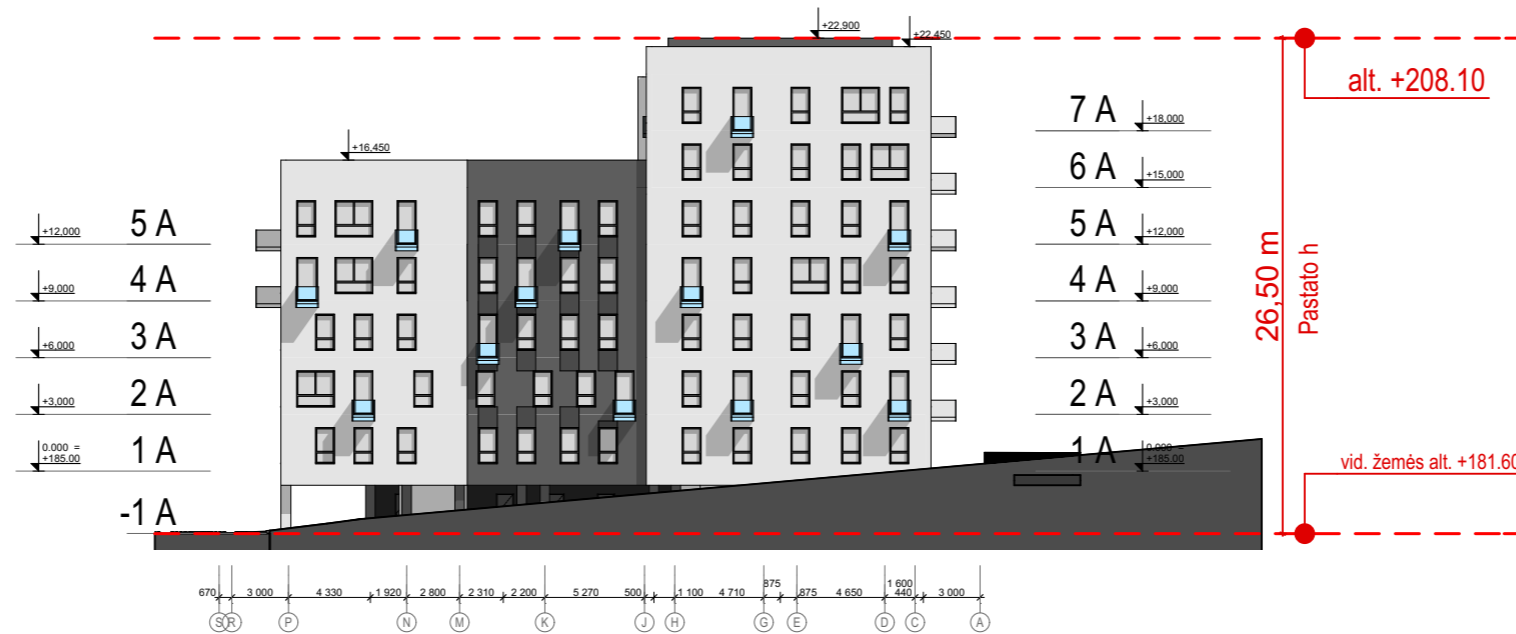 +22,900
+22,450
alt. +208.10
7 A
+18,000
+16,450
6 A
+15,000
5 A
+12,000
5 A
+12,000
26,50 m
Pastato h
4 A
+9,000
4 A
+9,000
3 A
+6,000
3 A
+6,000
2 A
+3,000
2 A
+3,000
1 A
0.000 =
+185.00
1 A
0.000 =
+185.00
vid. žemės alt. +181.60
-1 A
670 3 000 4 330 1 920 2 800 2 310 2 200 5 270 500 1 100 4 710 875 875 4 650 1 600 440 3 000
S R P N M K J H G E D C A